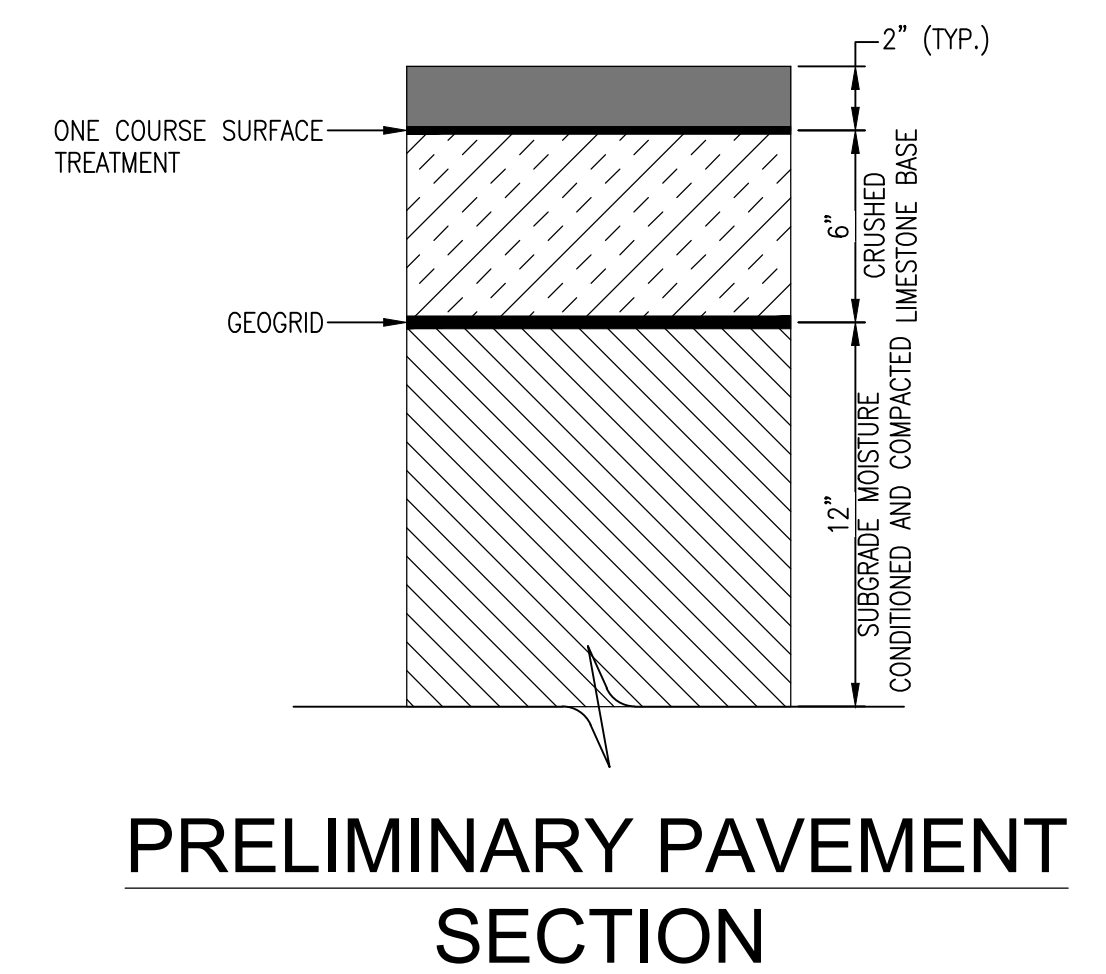 2" (TYP.)
ONE COURSE SURFACE
TREATMENT
6"
CRUSHED
LIMESTONE BASE
GEOGRID
12"
SUBGRADE MOISTURE
CONDITIONED AND COMPACTED
PRELIMINARY PAVEMENT
SECTION